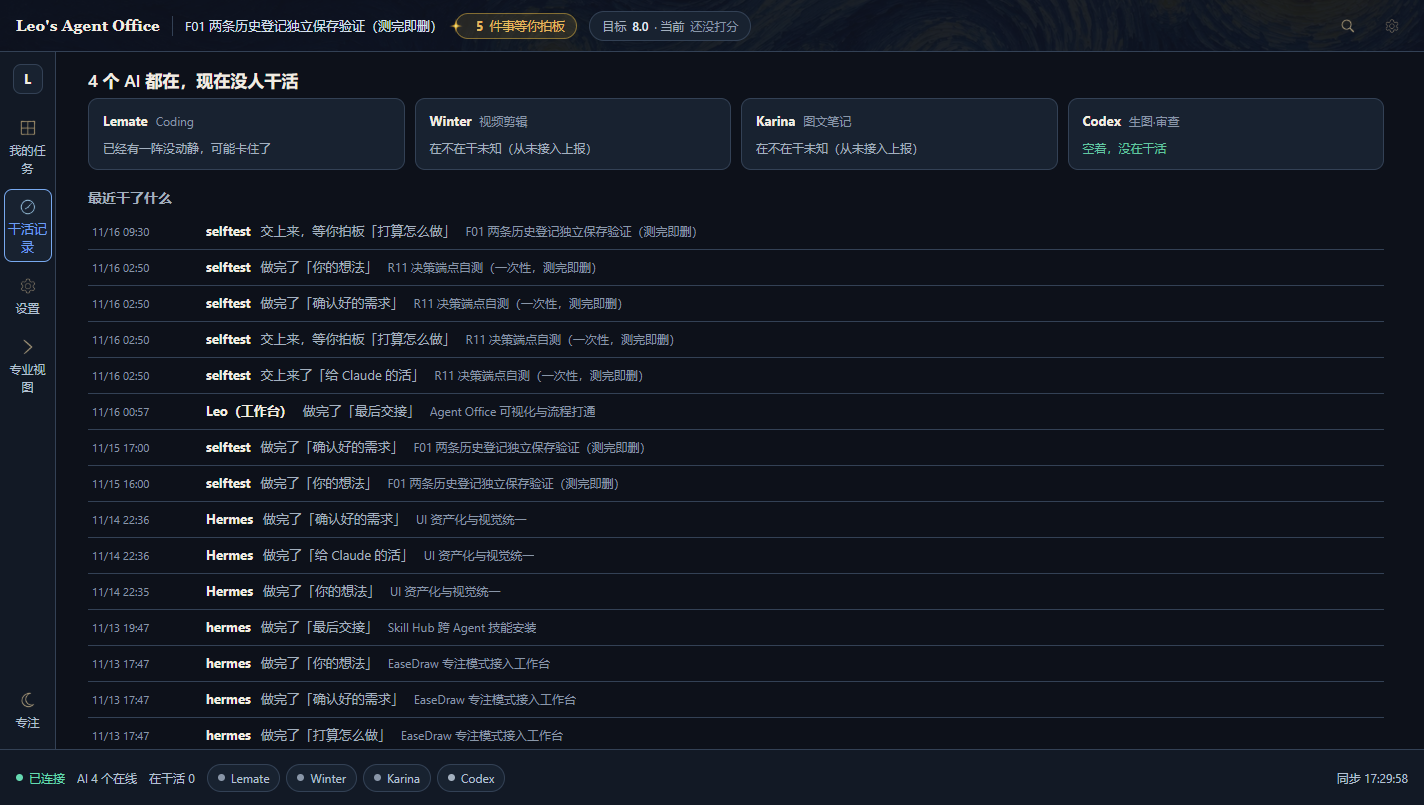 Leo's Agent Office
F01 两条历史登记独立保存验证（测完即删）
5 件事等你拍板
目标 8.0 · 当前 还没打分
L
我的任务
干活记录
设置
专业视图
专注
4 个 AI 都在，现在没人干活
Lemate Coding
已经有一阵没动静，可能卡住了
Winter 视频剪辑
在不在干未知（从未接入上报）
Karina 图文笔记
在不在干未知（从未接入上报）
Codex 生图·审查
空着，没在干活
最近干了什么
11/16 09:30 selftest 交上来，等你拍板「打算怎么做」 F01 两条历史登记独立保存验证（测完即删）
11/16 02:50 selftest 做完了「你的想法」 R11 决策端点自测（一次性，测完即删）
11/16 02:50 selftest 做完了「确认好的需求」 R11 决策端点自测（一次性，测完即删）
11/16 02:50 selftest 交上来，等你拍板「打算怎么做」 R11 决策端点自测（一次性，测完即删）
11/16 02:50 selftest 交上来了「给 Claude 的活」 R11 决策端点自测（一次性，测完即删）
11/16 00:57 Leo（工作台） 做完了「最后交接」 Agent Office 可视化与流程打通
11/15 17:00 selftest 做完了「确认好的需求」 F01 两条历史登记独立保存验证（测完即删）
11/15 16:00 selftest 做完了「你的想法」 F01 两条历史登记独立保存验证（测完即删）
11/14 22:36 Hermes 做完了「确认好的需求」 UI 资产化与视觉统一
11/14 22:36 Hermes 做完了「给 Claude 的活」 UI 资产化与视觉统一
11/14 22:35 Hermes 做完了「你的想法」 UI 资产化与视觉统一
11/13 19:47 hermes 做完了「最后交接」 Skill Hub 跨 Agent 技能安装
11/13 17:47 hermes 做完了「你的想法」 EaseDraw 专注模式接入工作台
11/13 17:47 hermes 做完了「确认好的需求」 EaseDraw 专注模式接入工作台
11/13 17:47 hermes 做完了「打算怎么做」 EaseDraw 专注模式接入工作台
已连接 AI 4 个在线 在干活 0 Lemate Winter Karina Codex 同步 17:29:58